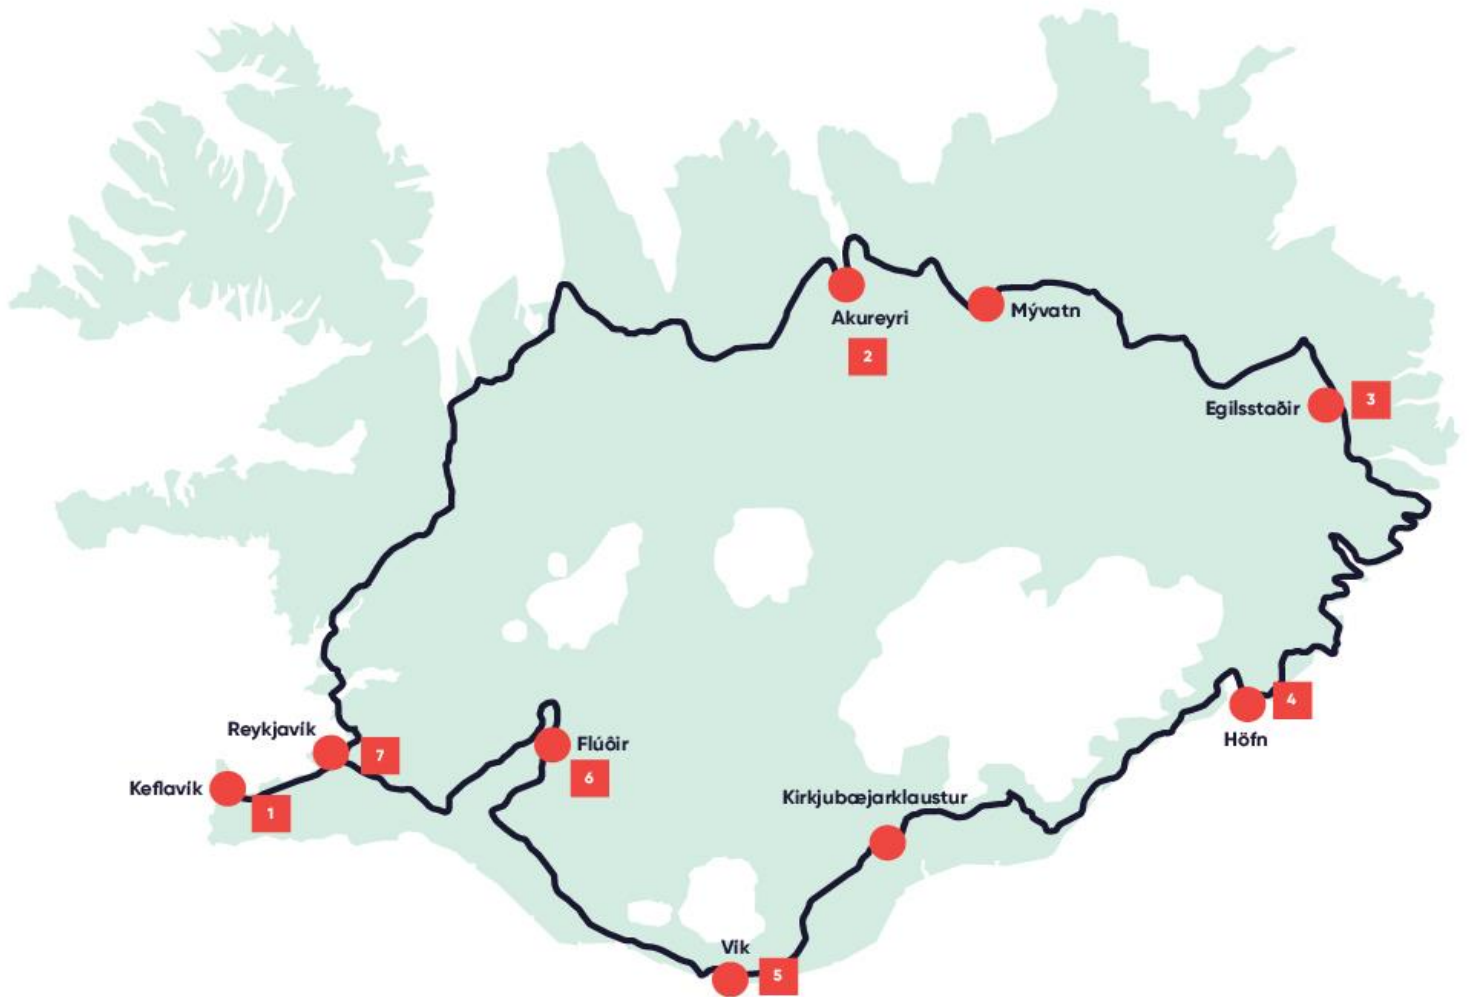 Akureyri
2
Mývatn
Egilsstaðir
3
Reykjavík
7
Keflavík
1
Flúðir
6
4
Höfn
Kirkjubæjarklaustur
Vík
5